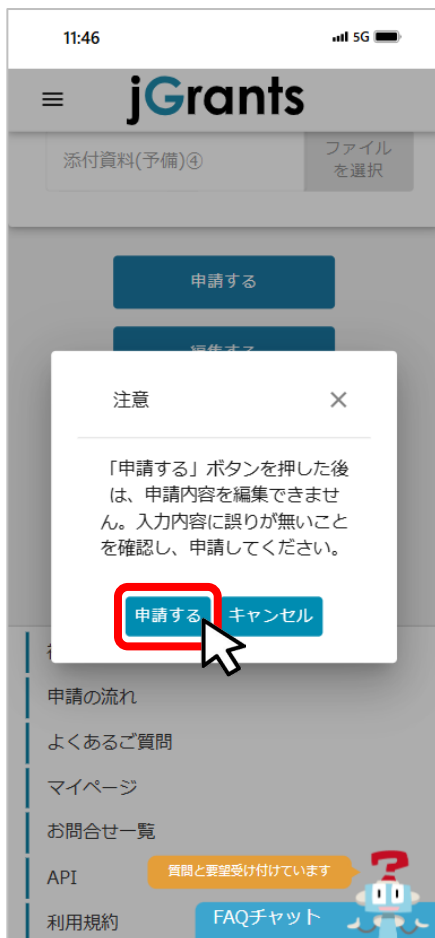 11:46
5G
jGrants
添付資料(予備)④
ファイル
を選択
申請する
編集する
注意
「申請する」ボタンを押した後
は、申請内容を編集できませ
ん。入力内容に誤りが無いこと
を確認し、申請してください。
申請する
キャンセル
申請の流れ
よくあるご質問
マイページ
お問合せ一覧
API
質問と要望受け付けています
?
利用規約
FAQチャット